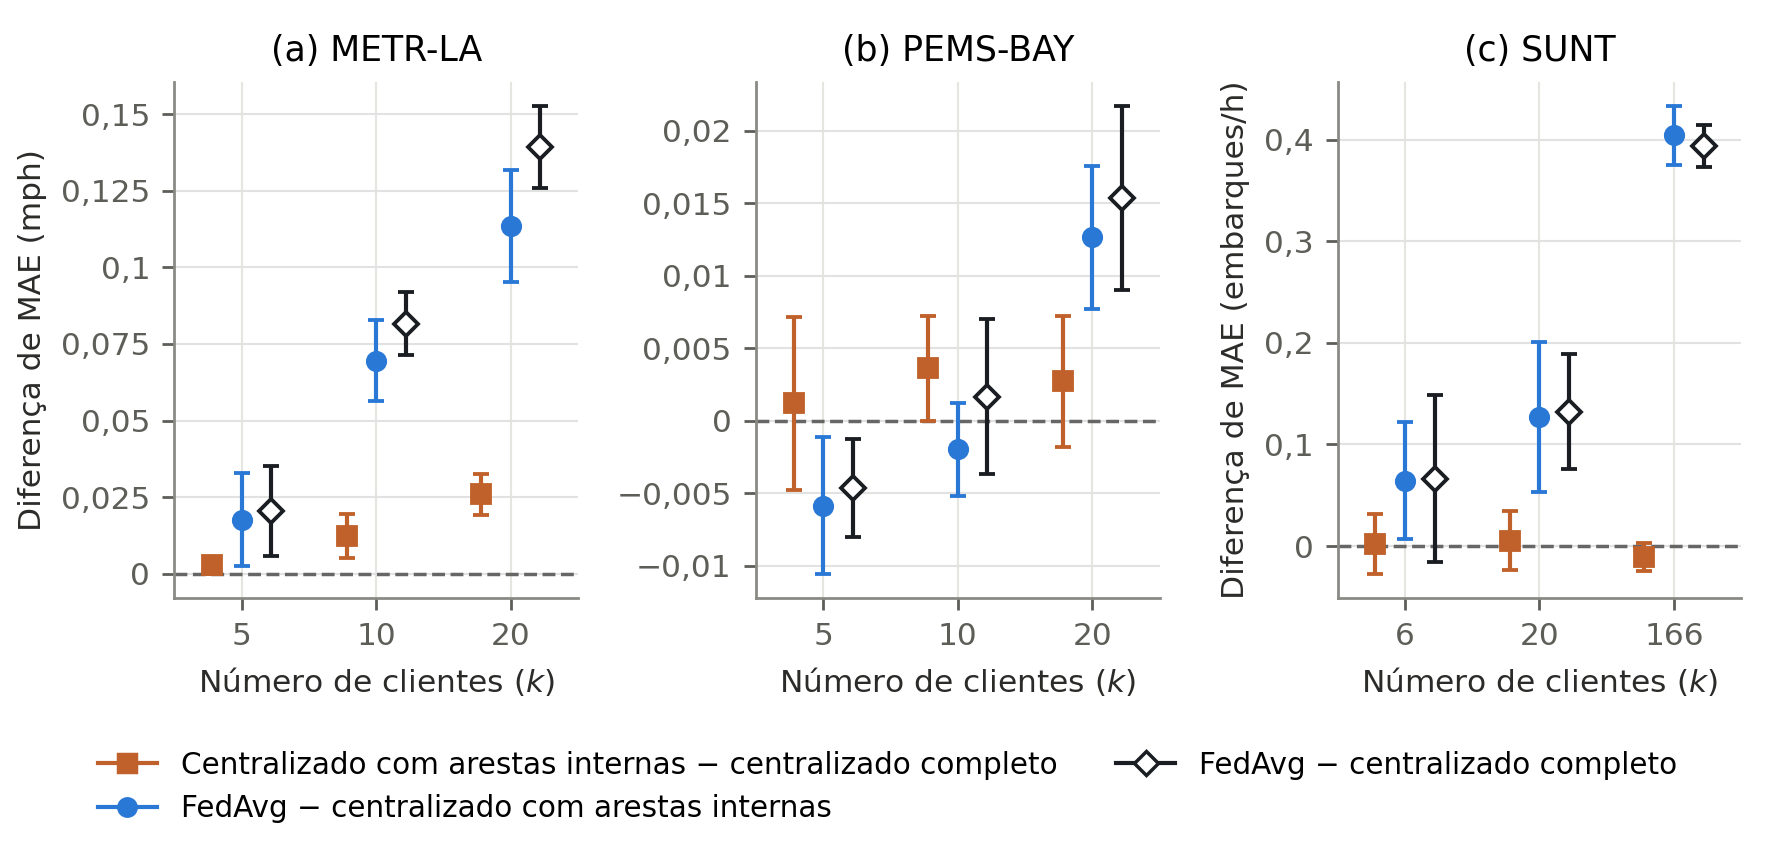 (a) METR-LA
(b) PEMS-BAY
(c) SUNT
Diferença de MAE (mph)
0,15
0,125
0,1
0,075
0,05
0,025
0
5
10
20
Número de clientes (k)
0,02
0,015
0,01
0,005
0
−0,005
−0,01
5
10
20
Número de clientes (k)
Diferença de MAE (embarques/h)
0,4
0,3
0,2
0,1
0
6
20
166
Número de clientes (k)
Centralizado com arestas internas − centralizado completo
FedAvg − centralizado com arestas internas
FedAvg − centralizado completo